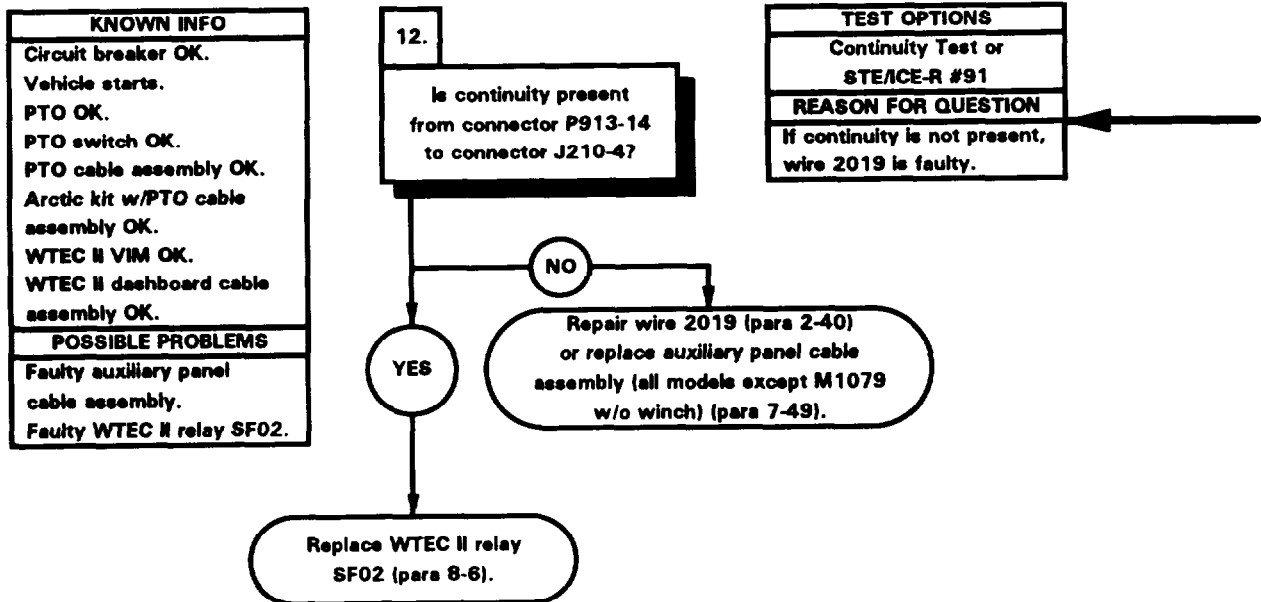 KNOWN INFO
Circuit breaker OK.
Vehicle starts.
PTO OK.
PTO switch OK.
PTO cable assembly OK.
Arctic kit w/PTO cable
assembly OK.
WTEC II VIM OK.
WTEC II dashboard cable
assembly OK.
POSSIBLE PROBLEMS
Faulty auxiliary panel
cable assembly.
Faulty WTEC II relay SF02.
12.
Is continuity present
from connector P913-14
to connector J210-4?
TEST OPTIONS
Continuity Test or
STE/ICE-R #91
REASON FOR QUESTION
If continuity is not present,
wire 2019 is faulty.
NO
YES
Repair wire 2019 (para 2-40)
or replace auxiliary panel cable
assembly (all models except M1079
w/o winch) (para 7-49).
Replace WTEC II relay
SF02 (para 8-6).